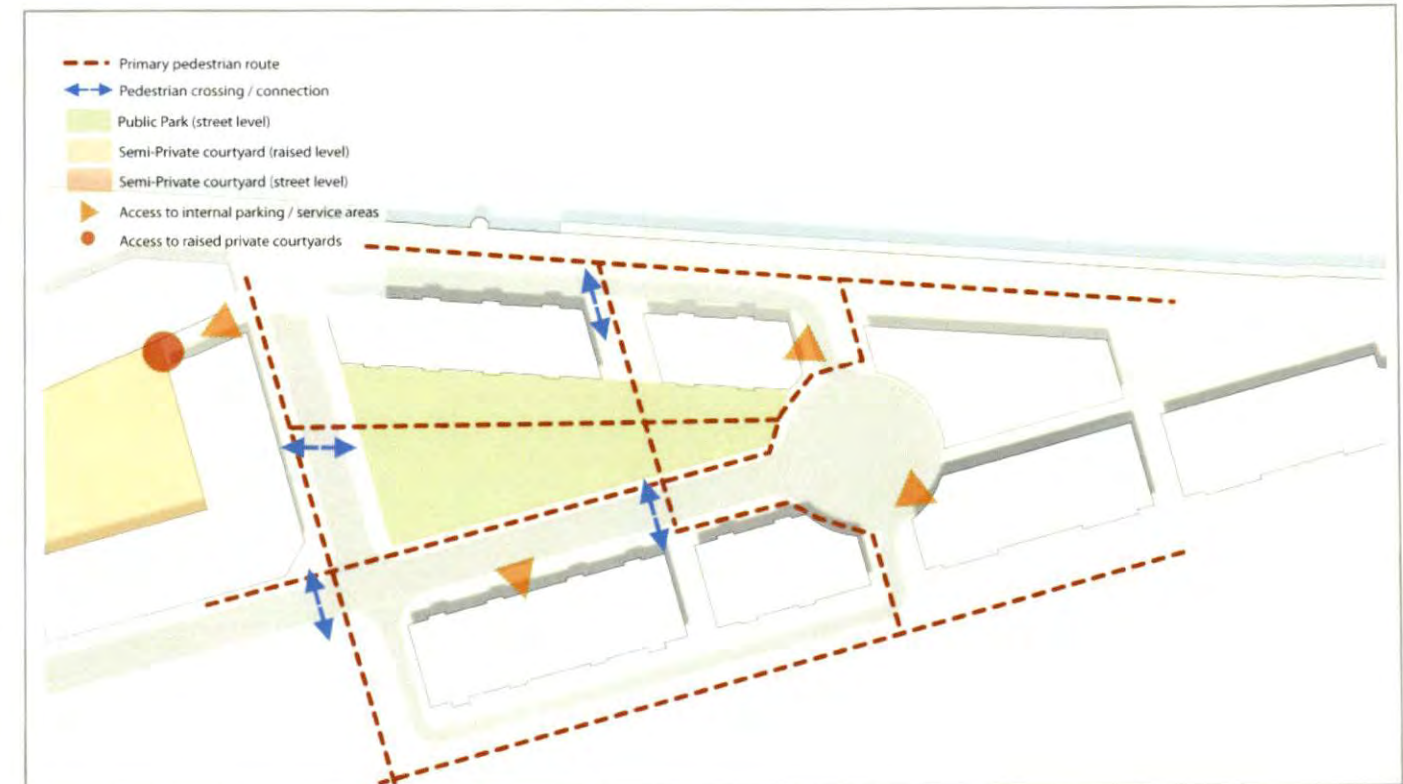 Primary pedestrian route
Pedestrian crossing / connection
Public Park (street level)
Semi-Private courtyard (raised level)
Semi-Private courtyard (street level)
Access to internal parking / service areas
Access to raised private courtyards